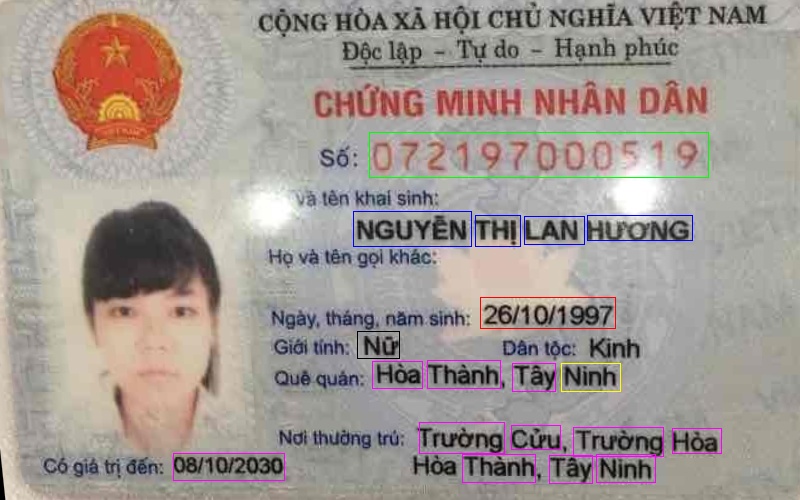 CỘNG HÒA XÃ HỘI CHỦ NGHĨA VIỆT NAM
Độc lập – Tự do – Hạnh phúc
CHỨNG MINH NHÂN DÂN
Số: 072197000519
và tên khai sinh:
NGUYỄN THỊ LAN HƯƠNG
Họ và tên gọi khác:
Ngày, tháng, năm sinh: 26/10/1997
Giới tính: Nữ Dân tộc: Kinh
Quê quán: Hòa Thành, Tây Ninh
Nơi thường trú: Trường Cửu, Trường Hòa
Hòa Thành, Tây Ninh
Có giá trị đến: 08/10/2030